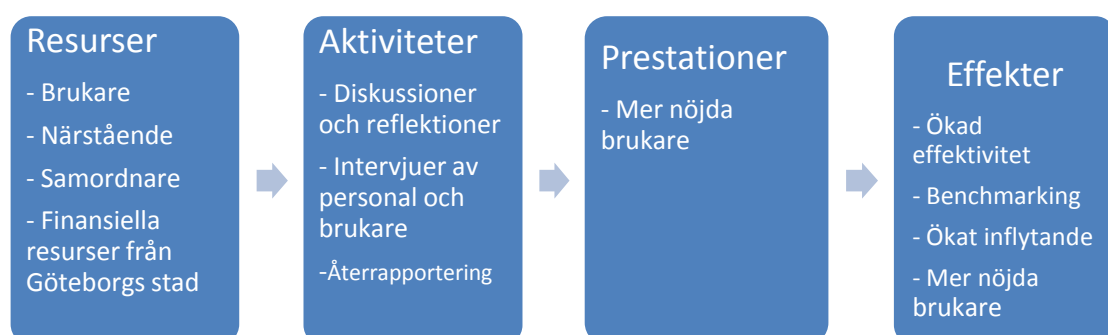 Resurser
- Brukare
- Närstående
- Samordnare
- Finansiella
resurser från
Göteborgs stad
Aktiviteter
- Diskussioner
och reflektioner
- Intervjuer av
personal och
brukare
-Återrapportering
Prestationer
- Mer nöjda
brukare
Effekter
- Ökad
effektivitet
- Benchmarking
- Ökat inflytande
- Mer nöjda
brukare